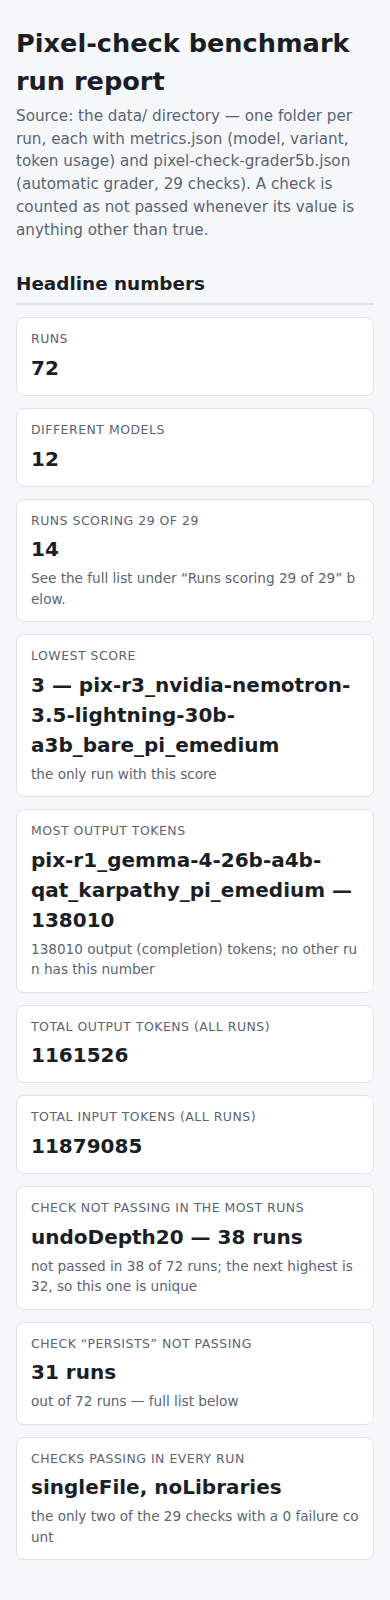 Pixel-check benchmark
run report
Source: the data/ directory — one folder per
run, each with metrics.json (model, variant,
token usage) and pixel-check-grader5b.json
(automatic grader, 29 checks). A check is
counted as not passed whenever its value is
anything other than true.
Headline numbers
RUNS
72
DIFFERENT MODELS
12
RUNS SCORING 29 OF 29
14
See the full list under “Runs scoring 29 of 29” b
elow.
LOWEST SCORE
3 — pix-r3_nvidia-nemotron-
3.5-lightning-30b-
a3b_bare_pi_emedium
the only run with this score
MOST OUTPUT TOKENS
pix-r1_gemma-4-26b-a4b-
qat_karpathy_pi_emedium —
138010
138010 output (completion) tokens; no other ru
n has this number
TOTAL OUTPUT TOKENS (ALL RUNS)
1161526
TOTAL INPUT TOKENS (ALL RUNS)
11879085
CHECK NOT PASSING IN THE MOST RUNS
undoDepth20 — 38 runs
not passed in 38 of 72 runs; the next highest is
32, so this one is unique
CHECK “PERSISTS” NOT PASSING
31 runs
out of 72 runs — full list below
CHECKS PASSING IN EVERY RUN
singleFile, noLibraries
the only two of the 29 checks with a 0 failure co
unt